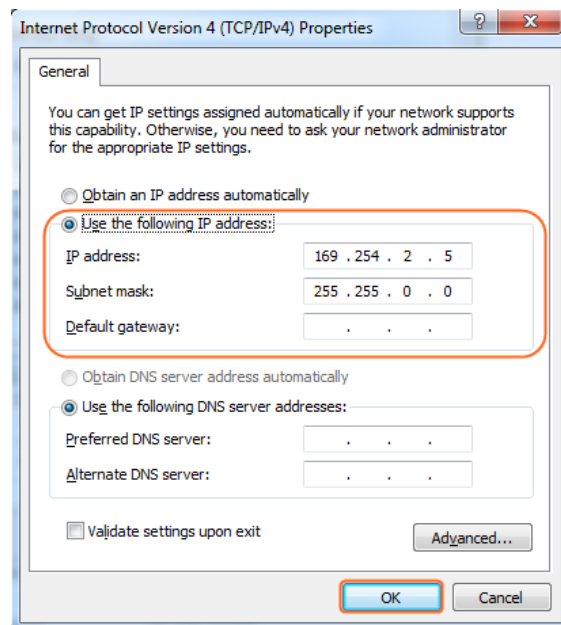 Internet Protocol Version 4 (TCP/IPv4) Properties
General
You can get IP settings assigned automatically if your network supports
this capability. Otherwise, you need to ask your network administrator
for the appropriate IP settings.
Obtain an IP address automatically
Use the following IP address:
IP address: 169 . 254 . 2 . 5
Subnet mask: 255 . 255 . 0 . 0
Default gateway: . . .
Obtain DNS server address automatically
Use the following DNS server addresses:
Preferred DNS server: . . .
Alternate DNS server: . . .
Validate settings upon exit
Advanced...
OK Cancel